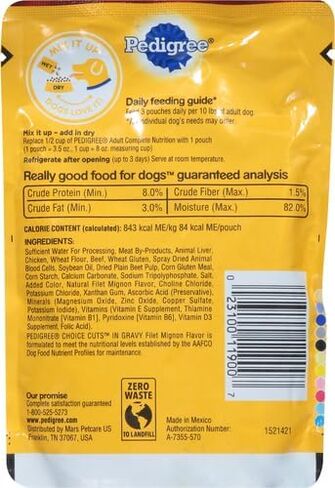 MIX IT UP
WET
DRY
DOGS LOVE IT!
Pedigree®
Daily feeding guide*
Feed 3 pouches daily per 10 lbs of adult dog.
*An individual dog's needs may differ.
Mix it up – add in dry
Replace 1/2 cup of PEDIGREE® Adult Complete Nutrition with 1 pouch
(1 pouch = 3.5 oz., 1 cup = 8 oz. measuring cup)
Refrigerate after opening (up to 3 days) Serve at room temperature.
Really good food for dogs™ guaranteed analysis
Crude Protein (Min.) 8.0% Crude Fiber (Max.) 1.5%
Crude Fat (Min.) 3.0% Moisture (Max.) 82.0%
CALORIE CONTENT (calculated): 843 kcal ME/kg 84 kcal ME/pouch
INGREDIENTS:
Sufficient Water For Processing, Meat By-Products, Animal Liver,
Chicken, Wheat Flour, Beef, Wheat Gluten, Spray Dried Animal
Blood Cells, Soybean Oil, Dried Plain Beet Pulp, Corn Gluten Meal,
Corn Starch, Calcium Carbonate, Sodium Tripolyphosphate, Salt,
Added Color, Natural Filet Mignon Flavor, Choline Chloride,
Potassium Chloride, Xanthan Gum, Ascorbic Acid (Preservative),
Minerals (Magnesium Oxide, Zinc Oxide, Copper Sulfate,
Potassium Iodide), Vitamins (Vitamin E Supplement, Thiamine
Mononitrate [Vitamin B1], Pyridoxine [Vitamin B6], Vitamin D3
Supplement, Folic Acid).
PEDIGREE® CHOICE CUTS™ IN GRAVY Filet Mignon Flavor is
formulated to meet the nutritional levels established by the AAFCO
Dog Food Nutrient Profiles for maintenance.
0 23100 11900 7
Our promise
Complete satisfaction guaranteed
1-800-525-5273
www.pedigree.com
Distributed by Mars Petcare US
Franklin, TN 37067, USA
ZERO
WASTE
TO LANDFILL
Made in Mexico
Authorization Number:
A-7355-570
1521421